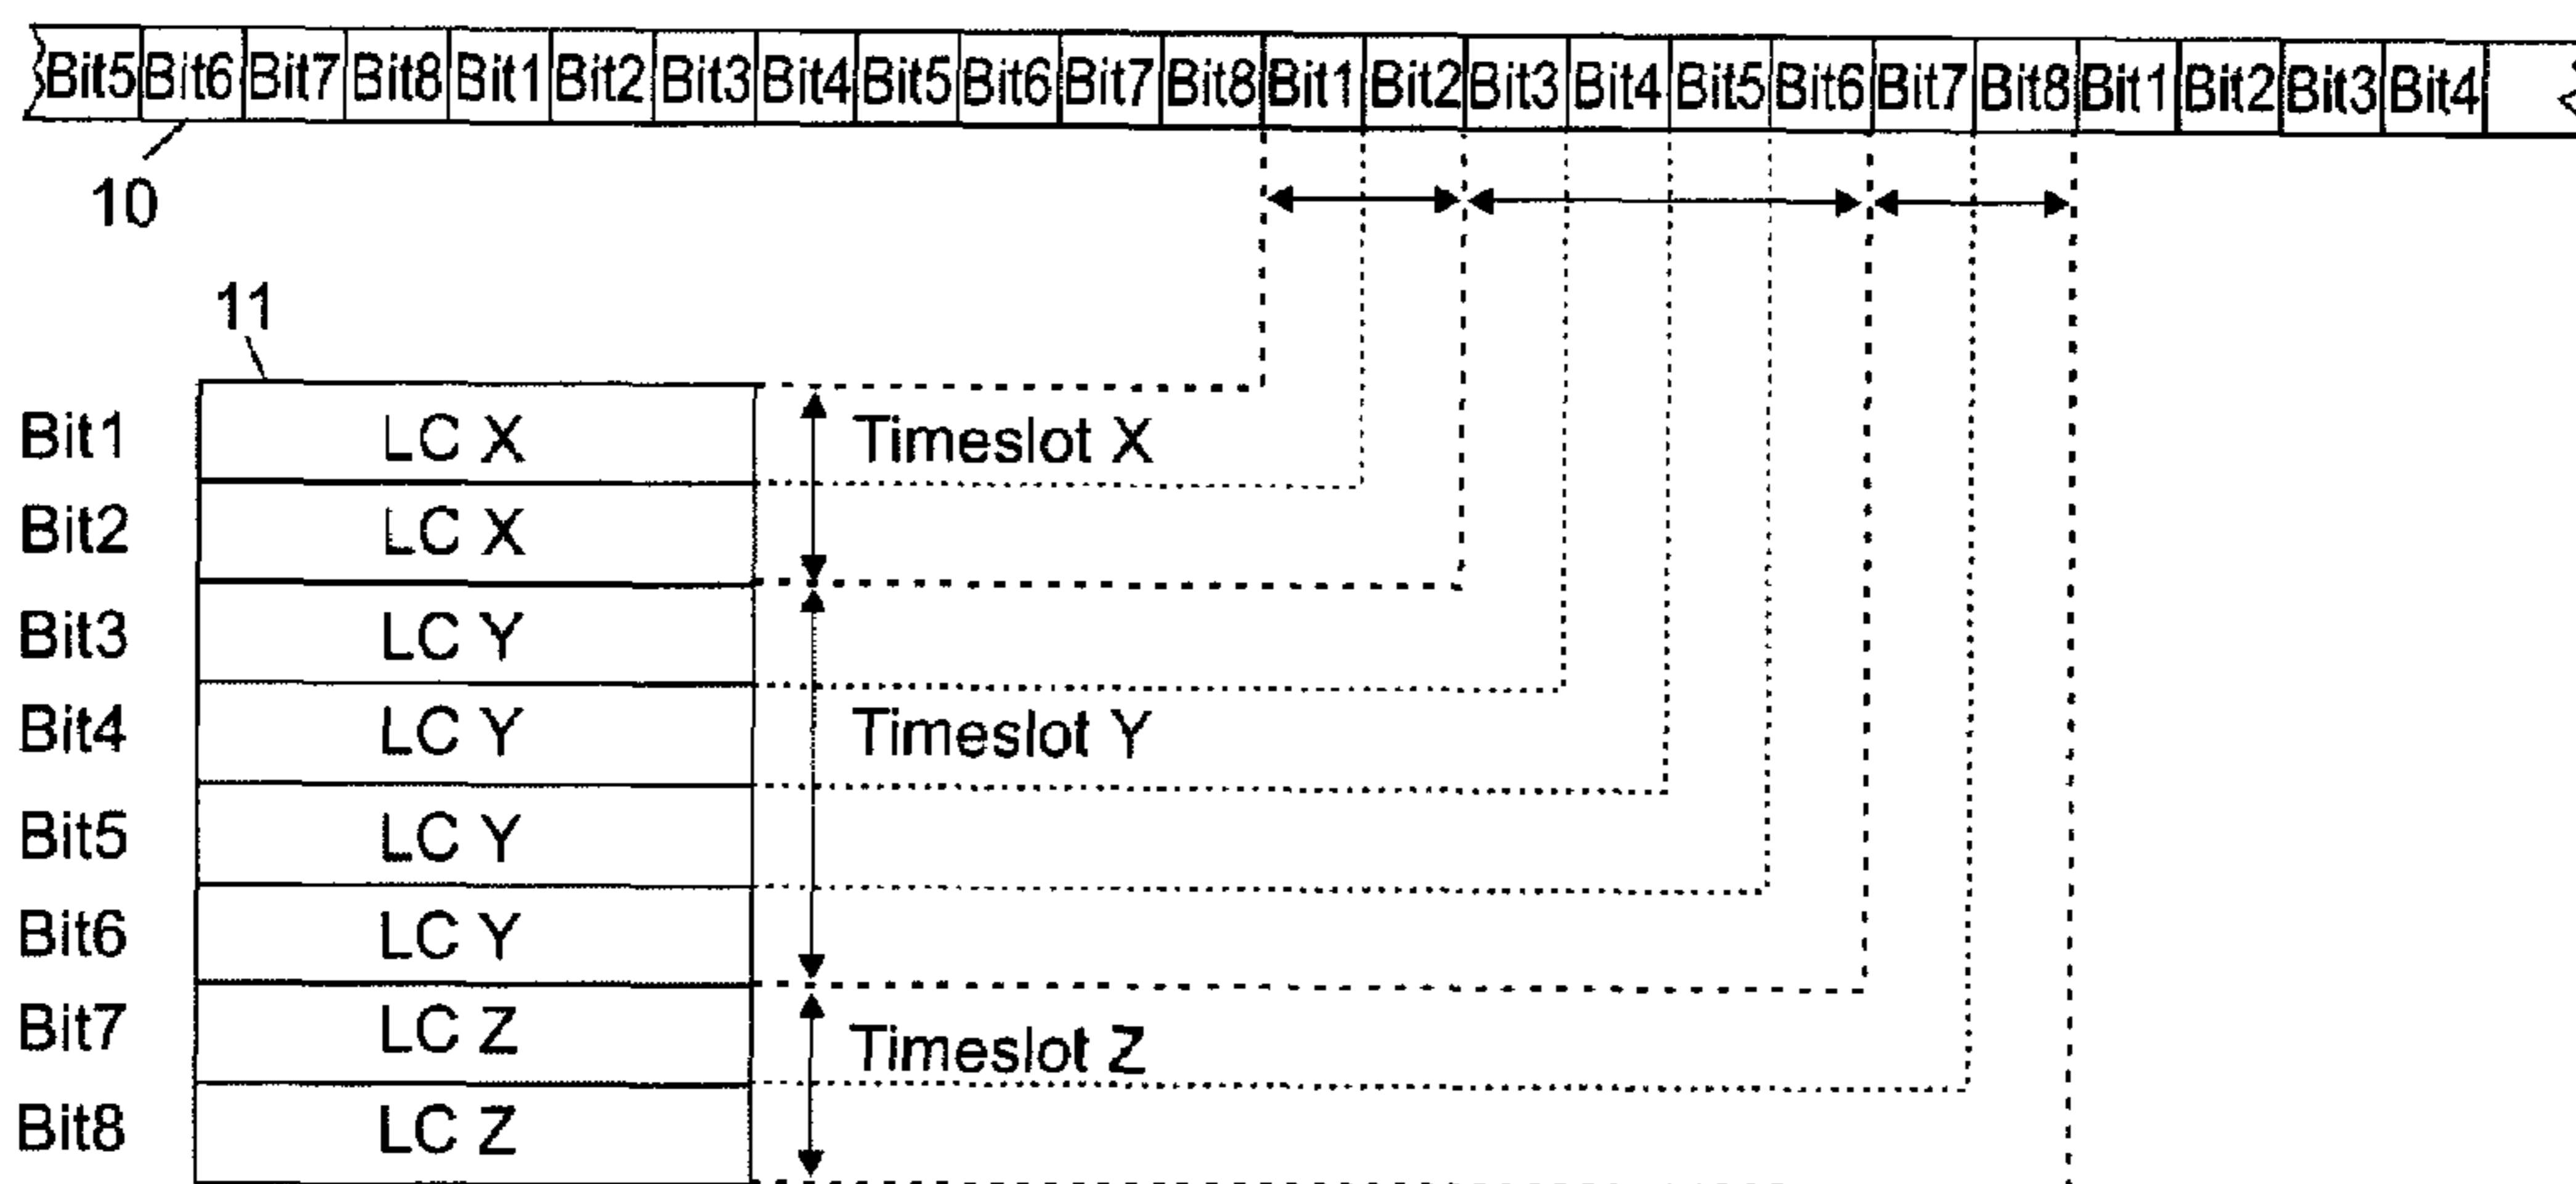 Bit5 Bit6 Bit7 Bit8 Bit1 Bit2 Bit3 Bit4 Bit5 Bit6 Bit7 Bit8 Bit1 Bit2 Bit3 Bit4 Bit5 Bit6 Bit7 Bit8 Bit1 Bit2 Bit3 Bit4
10
11
Bit1 LC X Timeslot X
Bit2 LC X
Bit3 LC Y
Bit4 LC Y Timeslot Y
Bit5 LC Y
Bit6 LC Y
Bit7 LC Z Timeslot Z
Bit8 LC Z